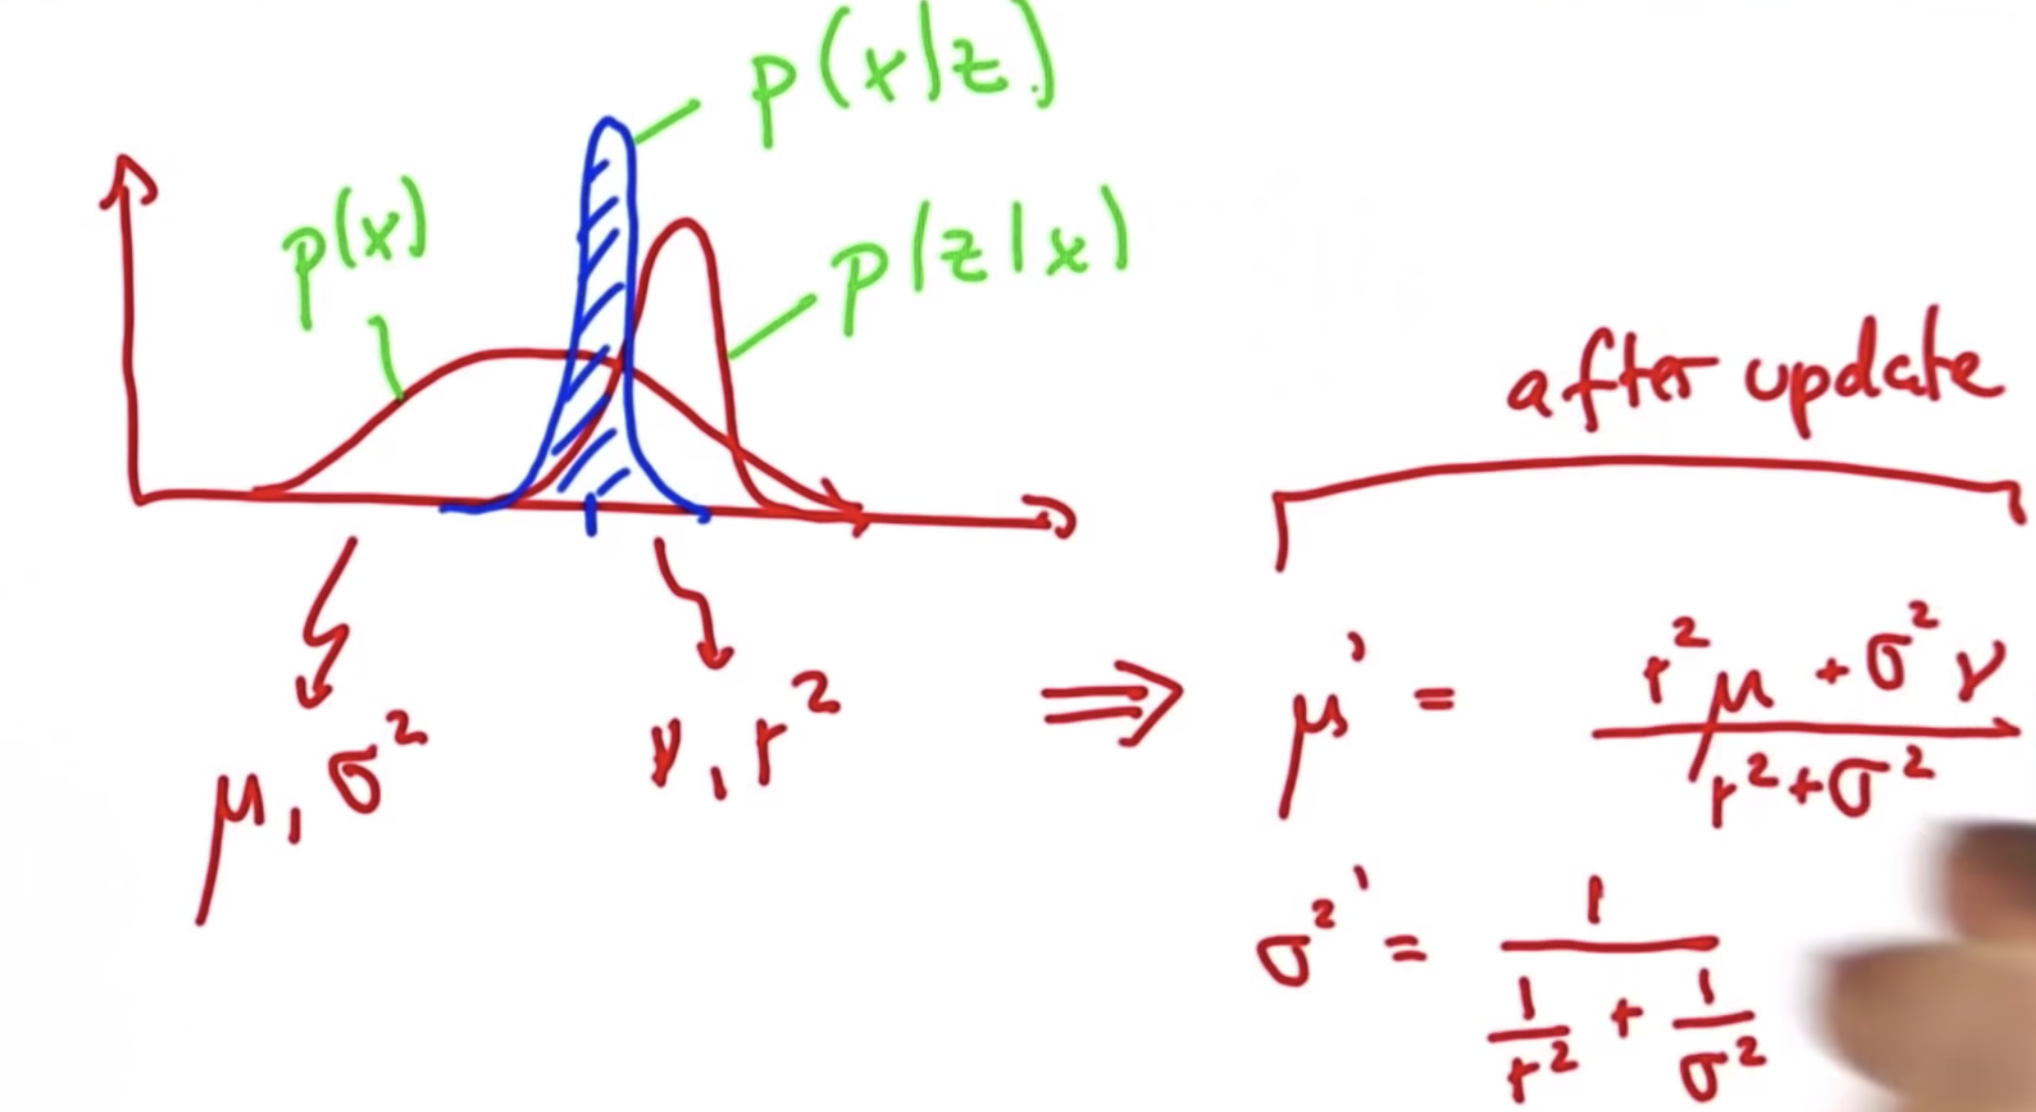 p(x|z)
p(x)
p(z|x)
after update
μ, σ²
ν, r²
⇒
μ' = (r²μ + σ²ν) / (r² + σ²)
σ²' = 1 / (1/r² + 1/σ²)